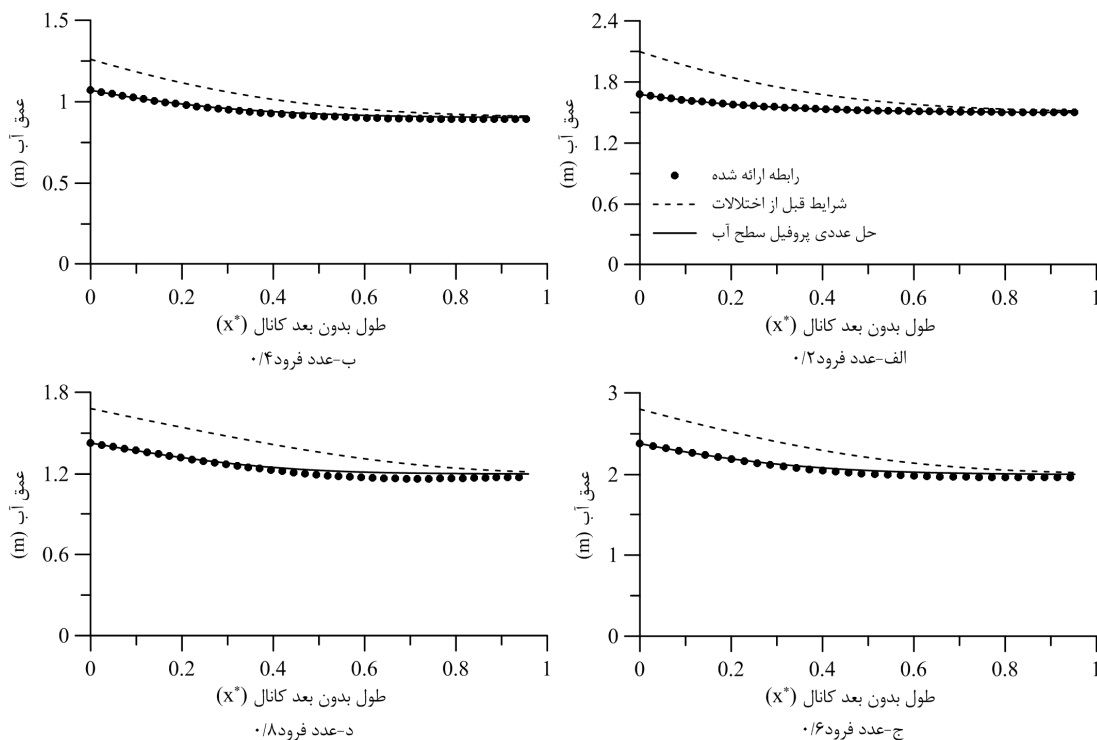 2.4
1.8
1.2
0.6
0
عمق آب (m)
رابطه ارائه شده
شرایط قبل از اختلالات
حل عددی پروفیل سطح آب
0 0.2 0.4 0.6 0.8 1
طول بدون بعد کانال (x*)
الف-عدد فرود۰/۲
1.5
1
0.5
0
عمق آب (m)
0 0.2 0.4 0.6 0.8 1
طول بدون بعد کانال (x*)
ب-عدد فرود۰/۴
3
2
1
0
عمق آب (m)
0 0.2 0.4 0.6 0.8 1
طول بدون بعد کانال (x*)
ج-عدد فرود۰/۶
1.8
1.2
0.6
0
عمق آب (m)
0 0.2 0.4 0.6 0.8 1
طول بدون بعد کانال (x*)
د-عدد فرود۰/۸